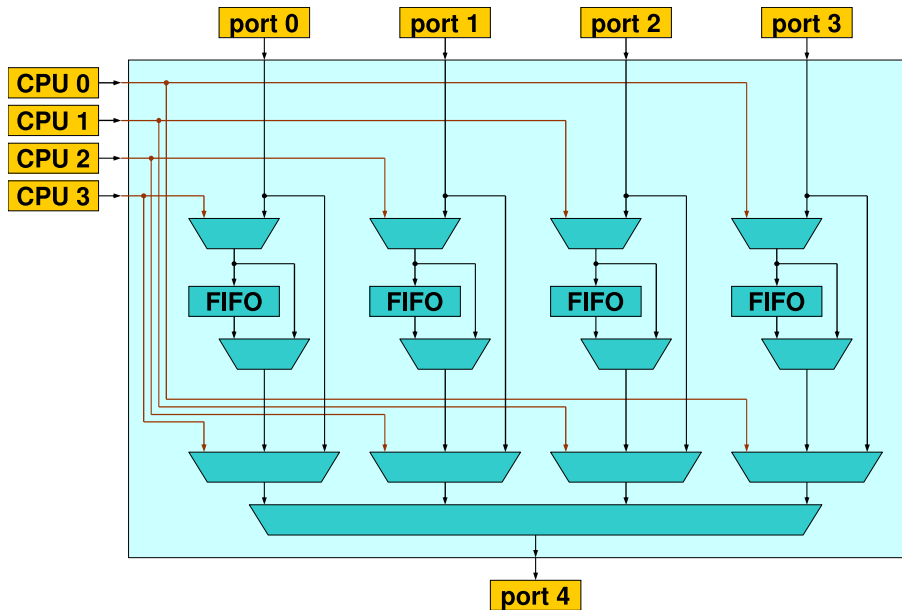 port 0
port 1
port 2
port 3
CPU 0
CPU 1
CPU 2
CPU 3
FIFO
FIFO
FIFO
FIFO
port 4